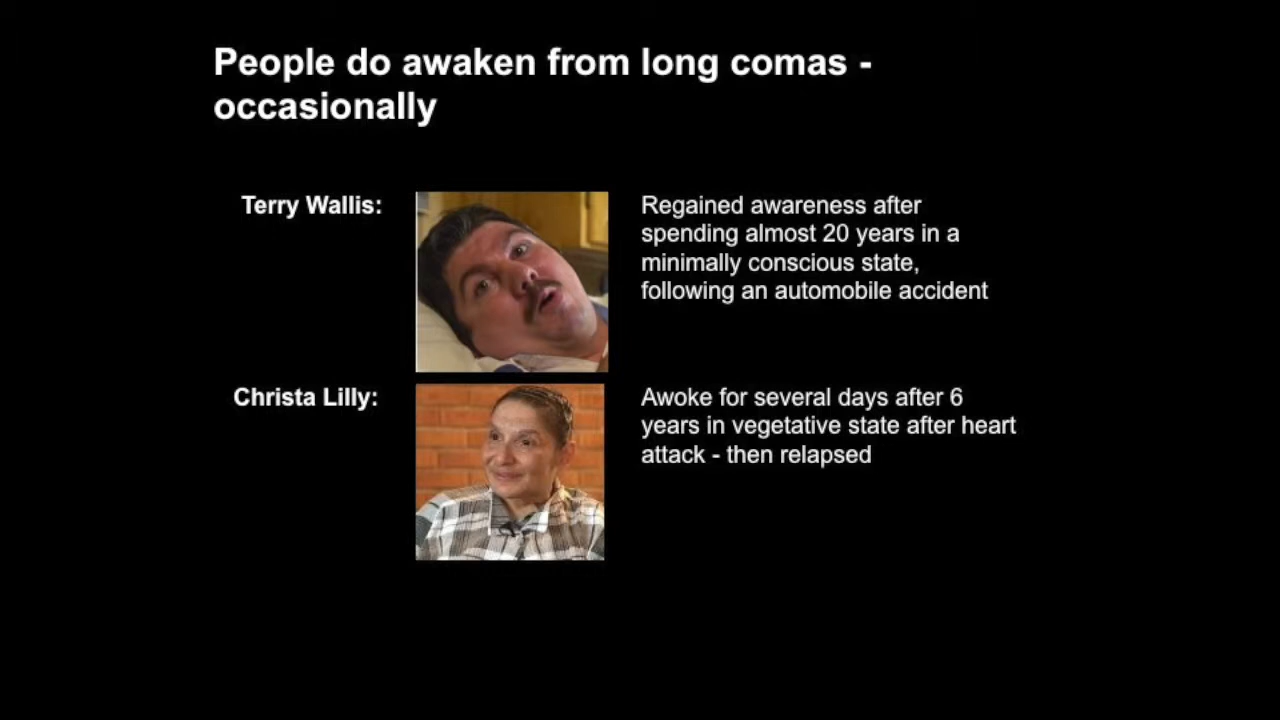 People do awaken from long comas -
occasionally
Terry Wallis:
Regained awareness after
spending almost 20 years in a
minimally conscious state,
following an automobile accident
Christa Lilly:
Awoke for several days after 6
years in vegetative state after heart
attack - then relapsed